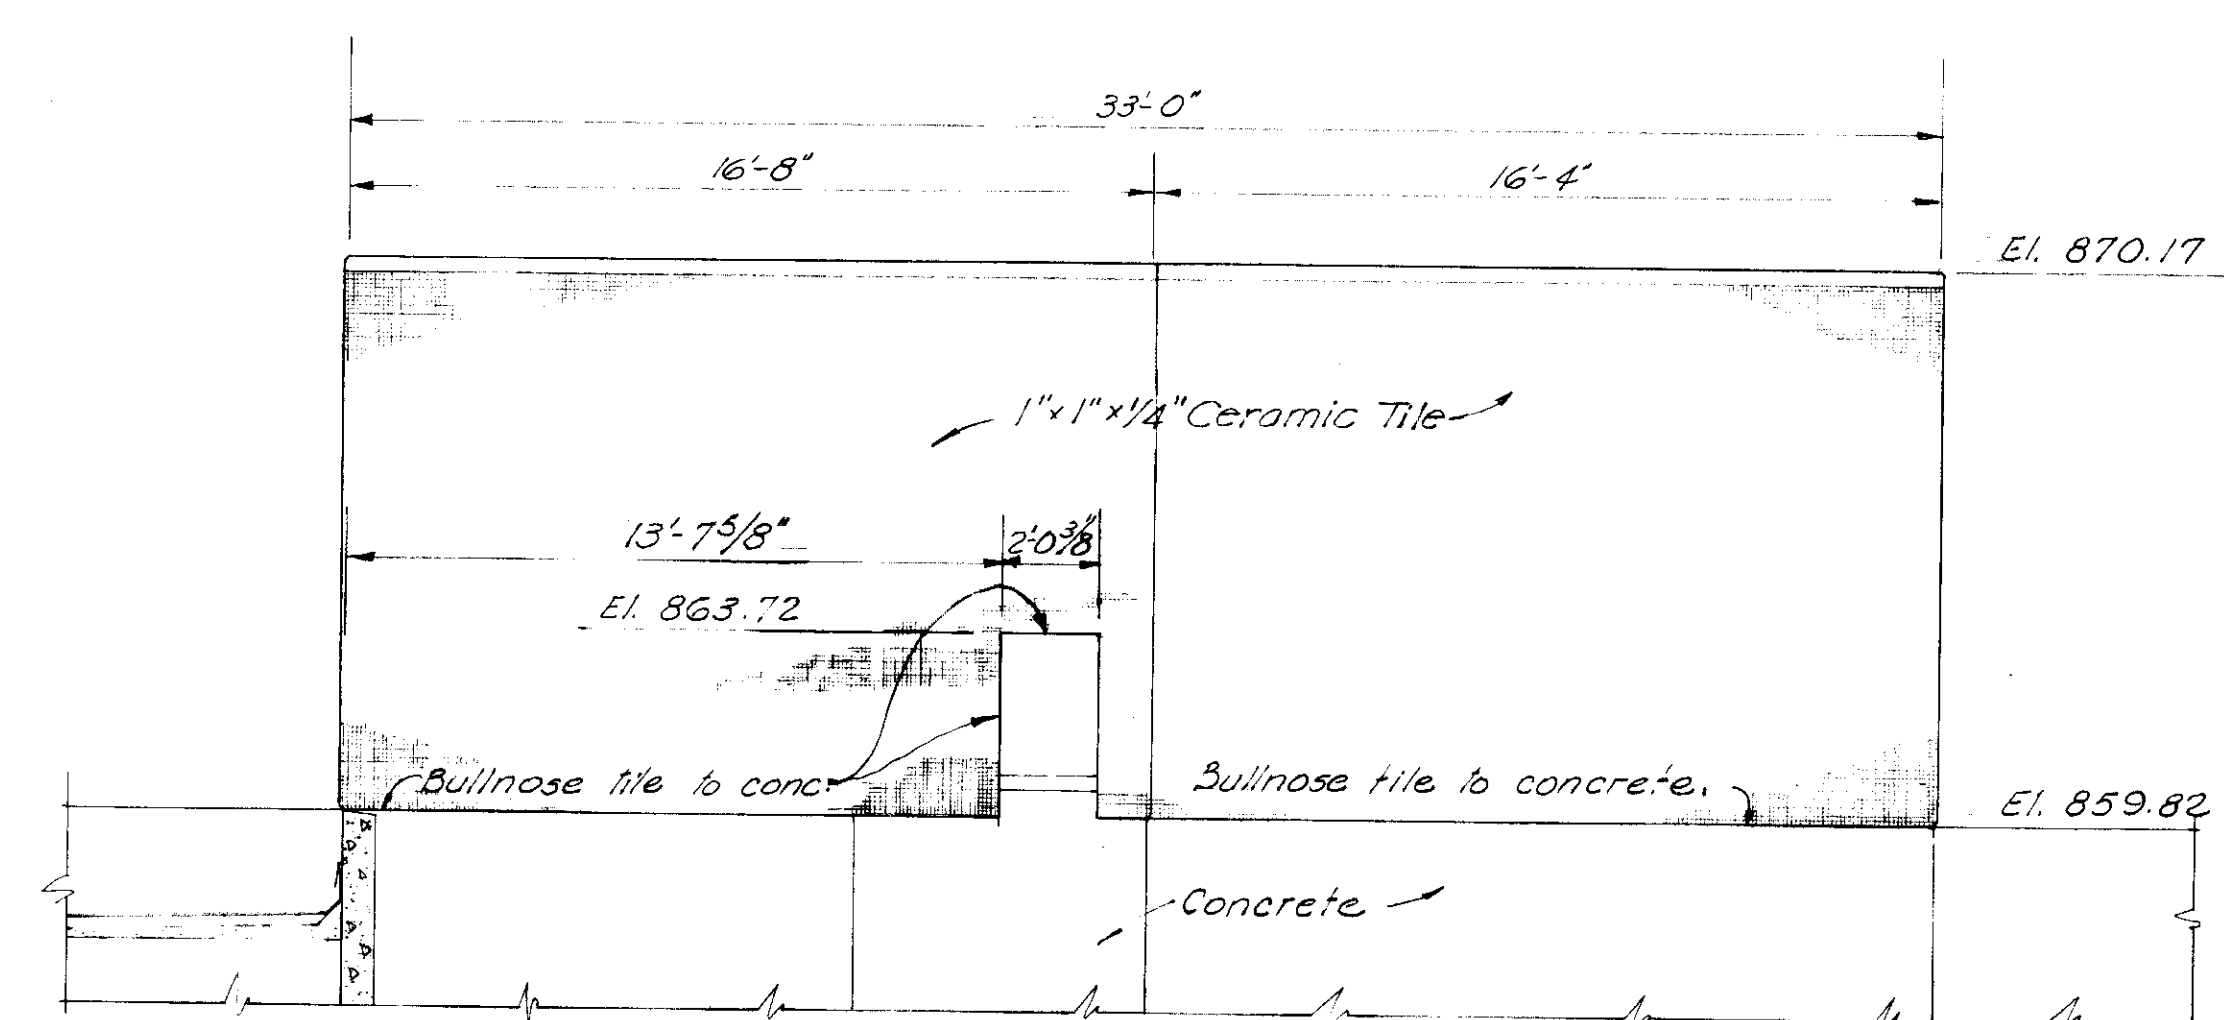 33'-0"
16'-8"
16'-4"
El. 870.17
1"x1"x1/4" Ceramic Tile
13'-7 5/8"
2'-0 3/8"
El. 863.72
Bullnose tile to conc.
Bullnose tile to concrete.
El. 859.82
Concrete